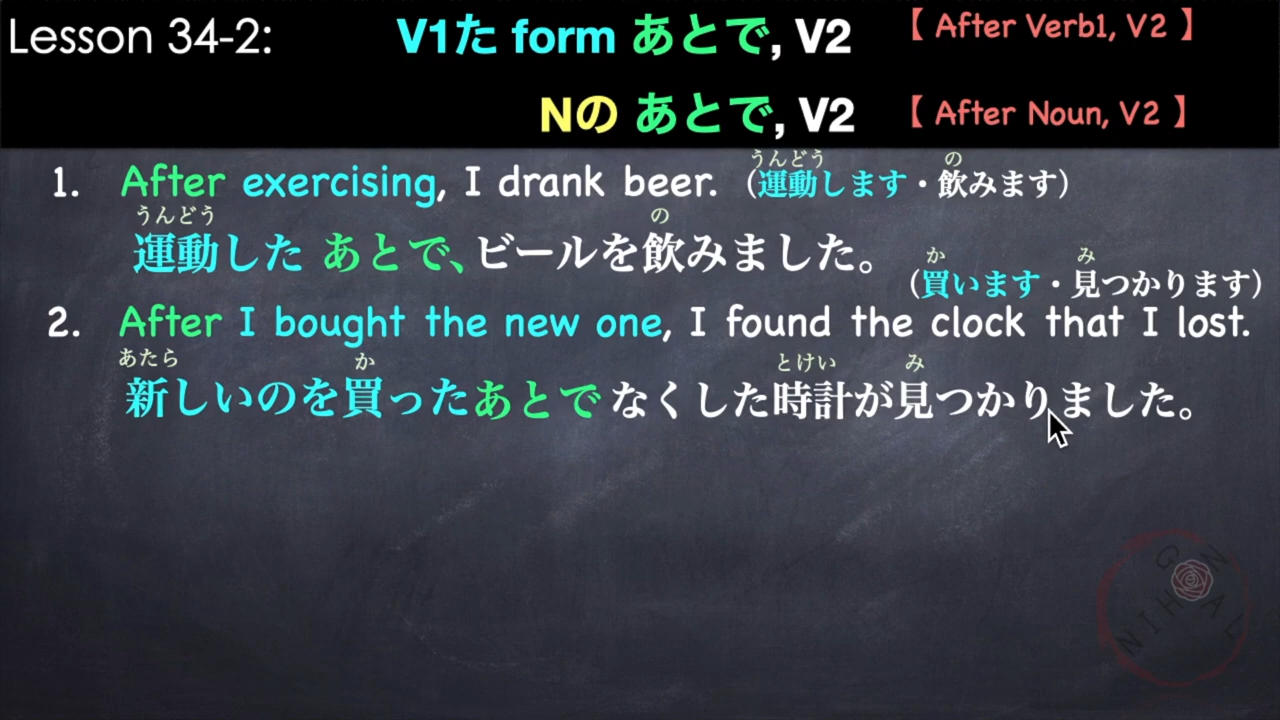 Lesson 34-2: V1た form あとで, V2 【 After Verb1, V2 】
Nの あとで, V2 【 After Noun, V2 】
うんどう の
1. After exercising, I drank beer. (運動します・飲みます)
うんどう の
運動した あとで、ビールを飲みました。
か み
(買います・見つかります)
2. After I bought the new one, I found the clock that I lost.
あたら か とけい み
新しいのを買ったあとで なくした時計が見つかりました。
NIHONGOAL